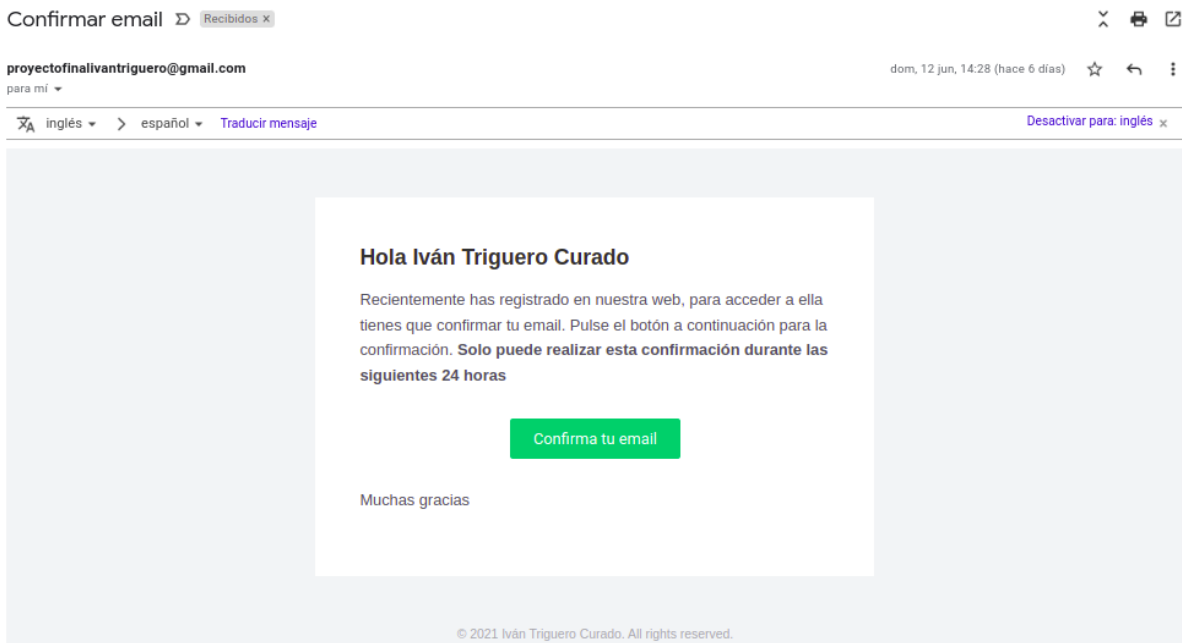 Confirmar email Recibidos ×
proyectofinalivantriguero@gmail.com dom, 12 jun, 14:28 (hace 6 días)
para mí
inglés español Traducir mensaje Desactivar para: inglés ×
Hola Iván Triguero Curado
Recientemente has registrado en nuestra web, para acceder a ella
tienes que confirmar tu email. Pulse el botón a continuación para la
confirmación. Solo puede realizar esta confirmación durante las
siguientes 24 horas
Confirma tu email
Muchas gracias
© 2021 Iván Triguero Curado. All rights reserved.